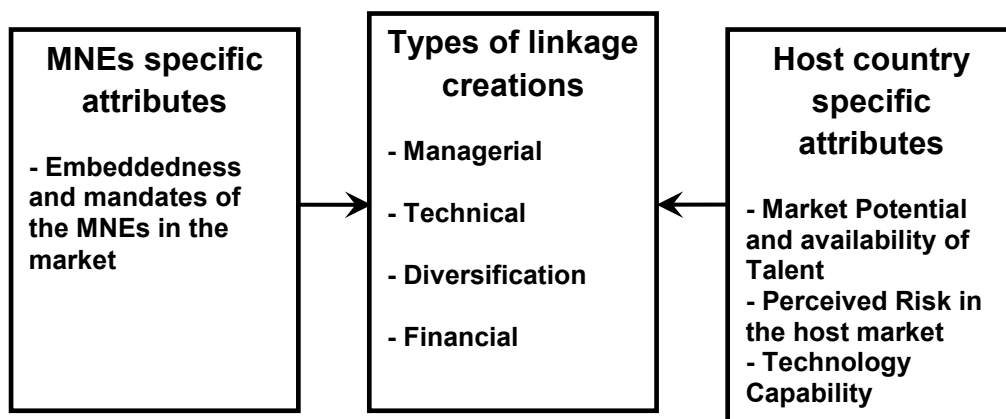 MNEs specific
attributes
- Embeddedness
and mandates of
the MNEs in the
market
Types of linkage
creations
- Managerial
- Technical
- Diversification
- Financial
Host country
specific
attributes
- Market Potential
and availability of
Talent
- Perceived Risk in
the host market
- Technology
Capability